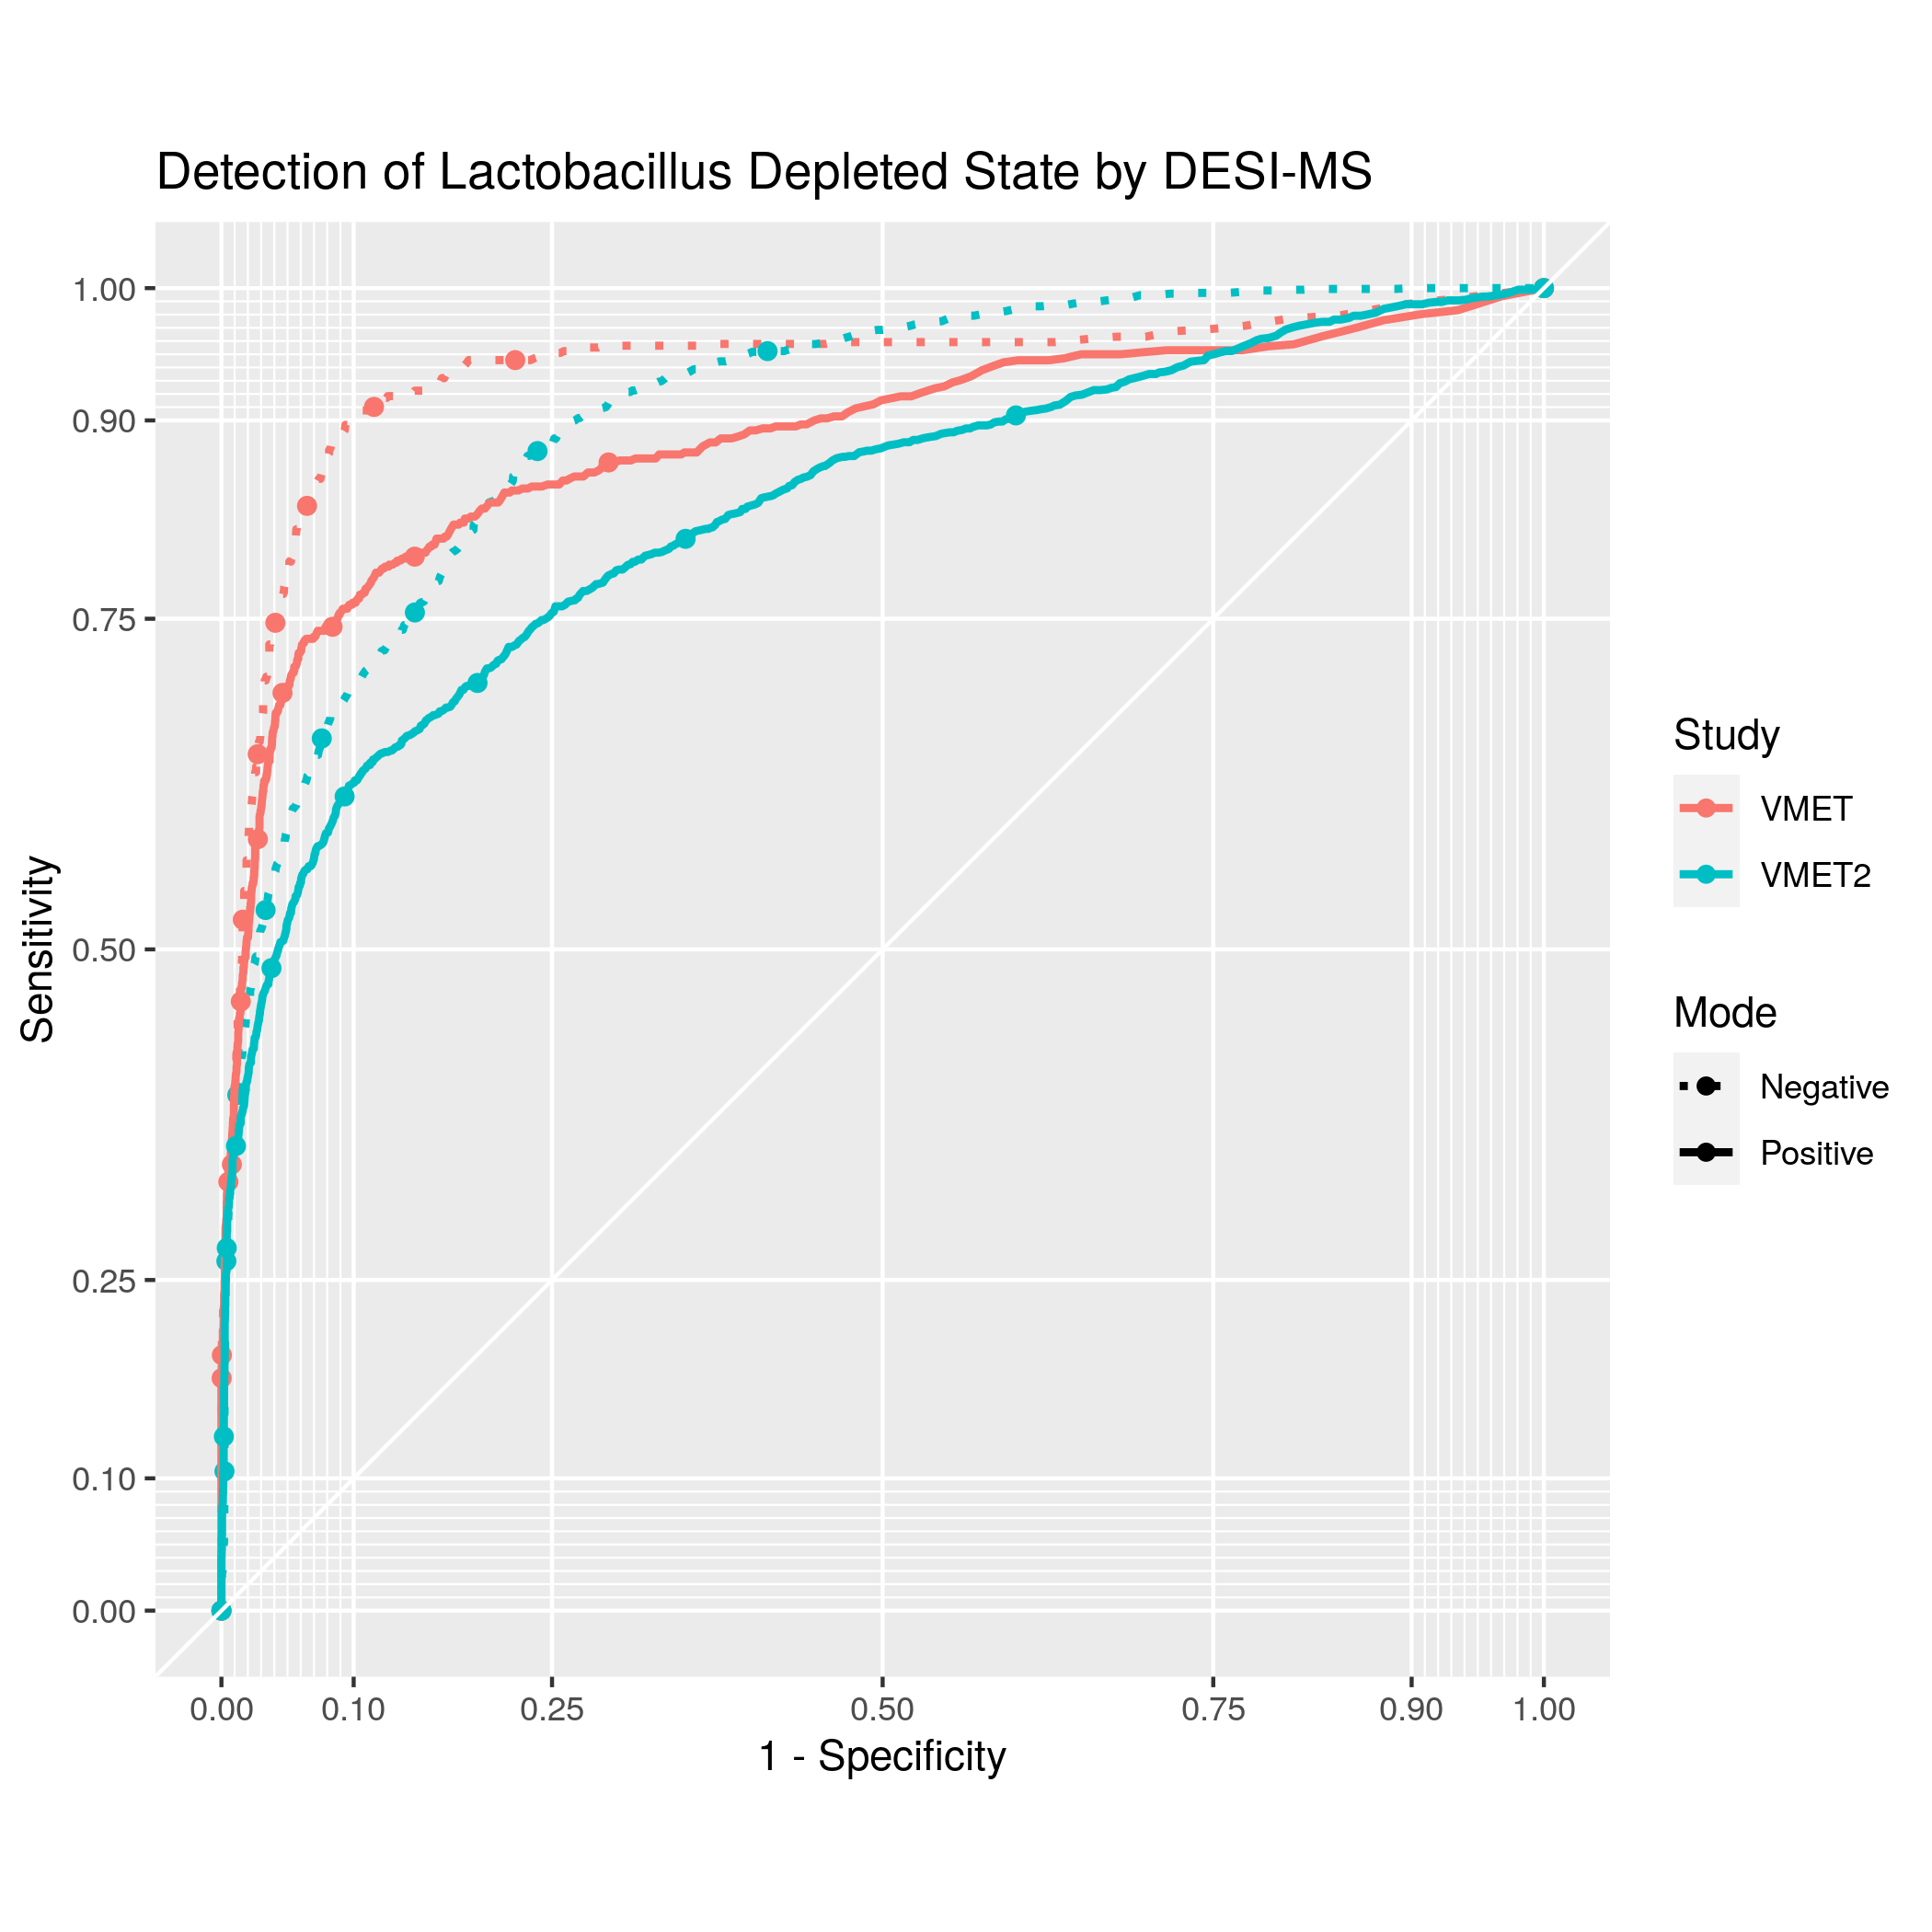 Detection of Lactobacillus Depleted State by DESI-MS
1.00
0.90
0.75
0.50
0.25
0.10
0.00
Sensitivity
0.00 0.10 0.25 0.50 0.75 0.90 1.00
1 - Specificity
Study
VMET
VMET2
Mode
Negative
Positive